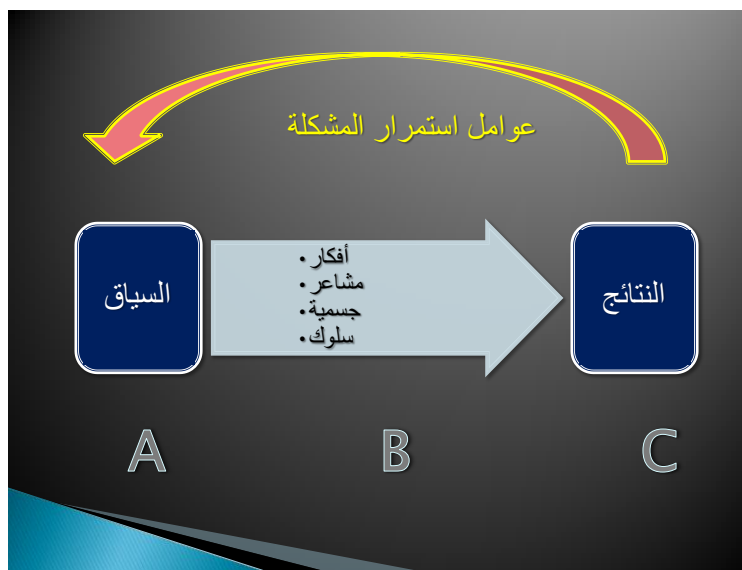 عوامل استمرار المشكلة
السياق
• أفكار
• مشاعر
• جسمية
• سلوك
النتائج
A
B
C